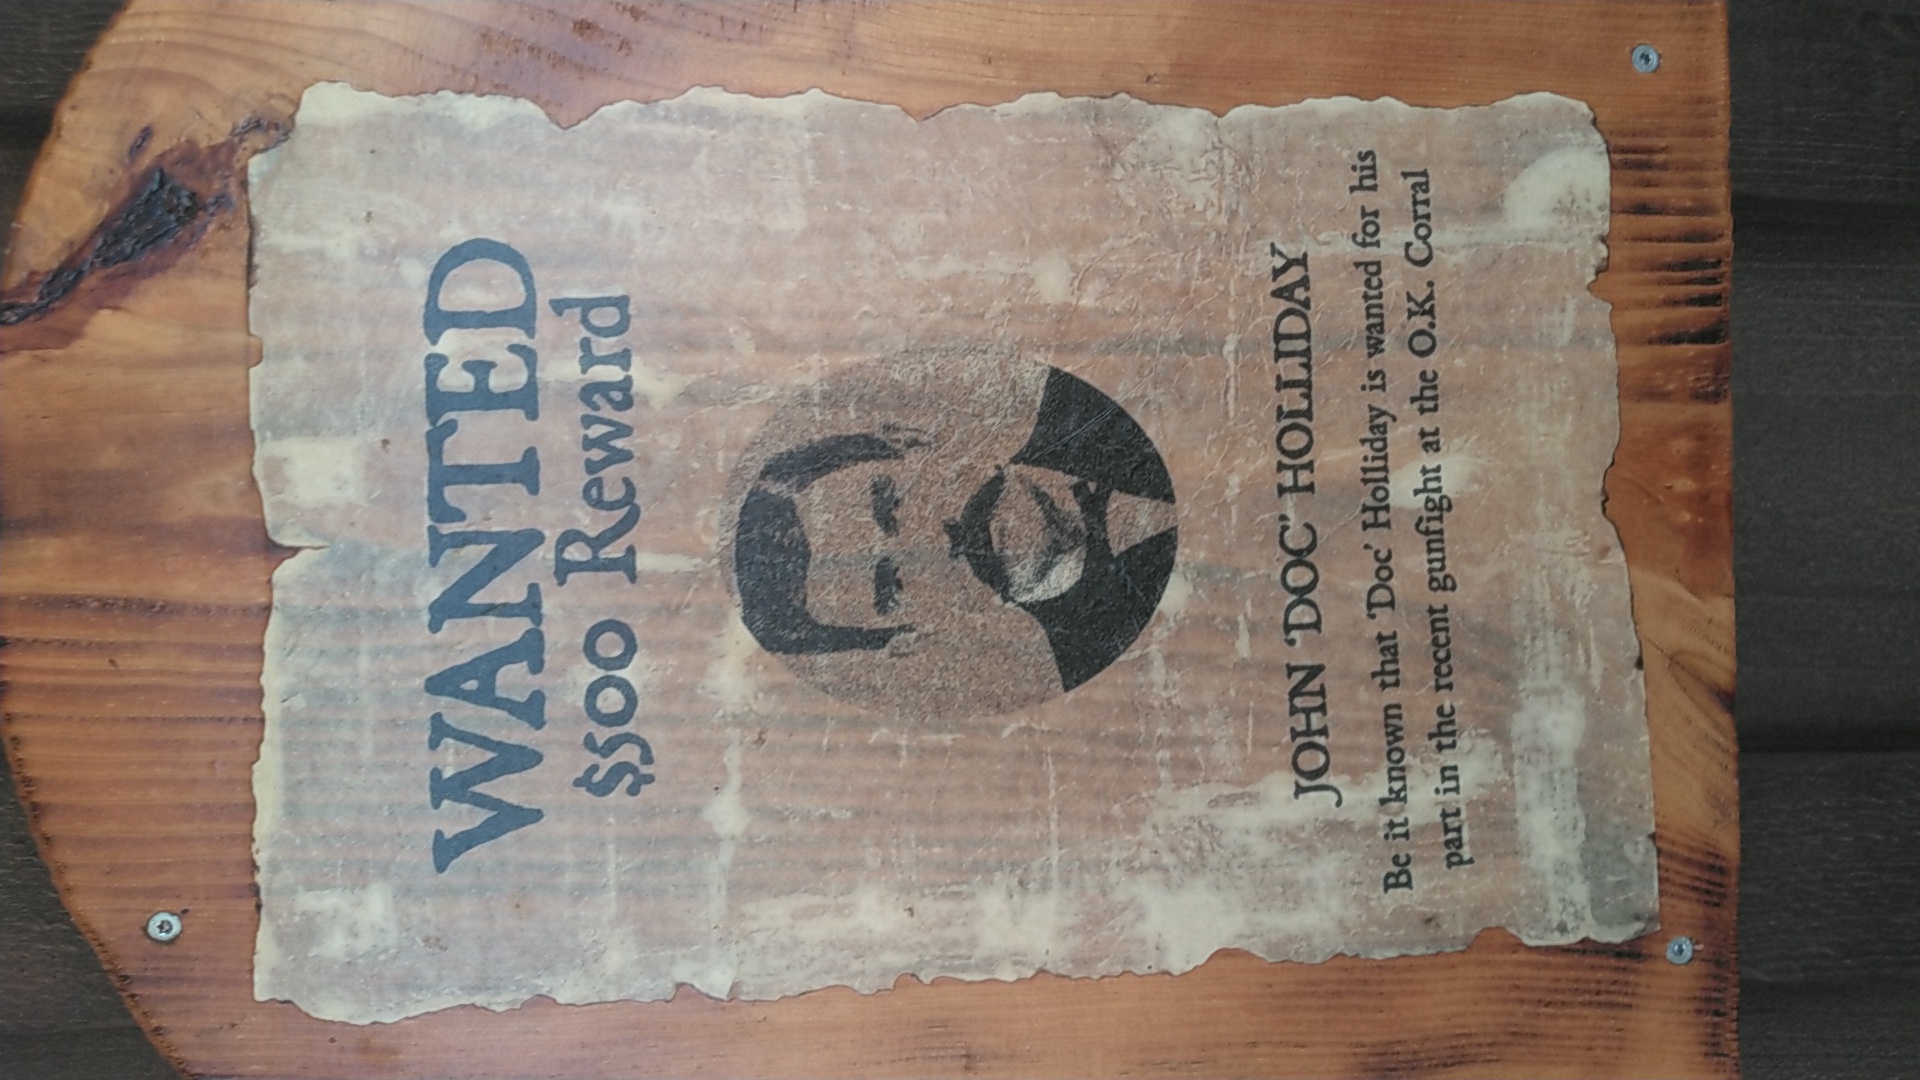 WANTED
$500 Reward
JOHN 'DOC' HOLLIDAY
Be it known that 'Doc' Holliday is wanted for his
part in the recent gunfight at the O.K. Corral